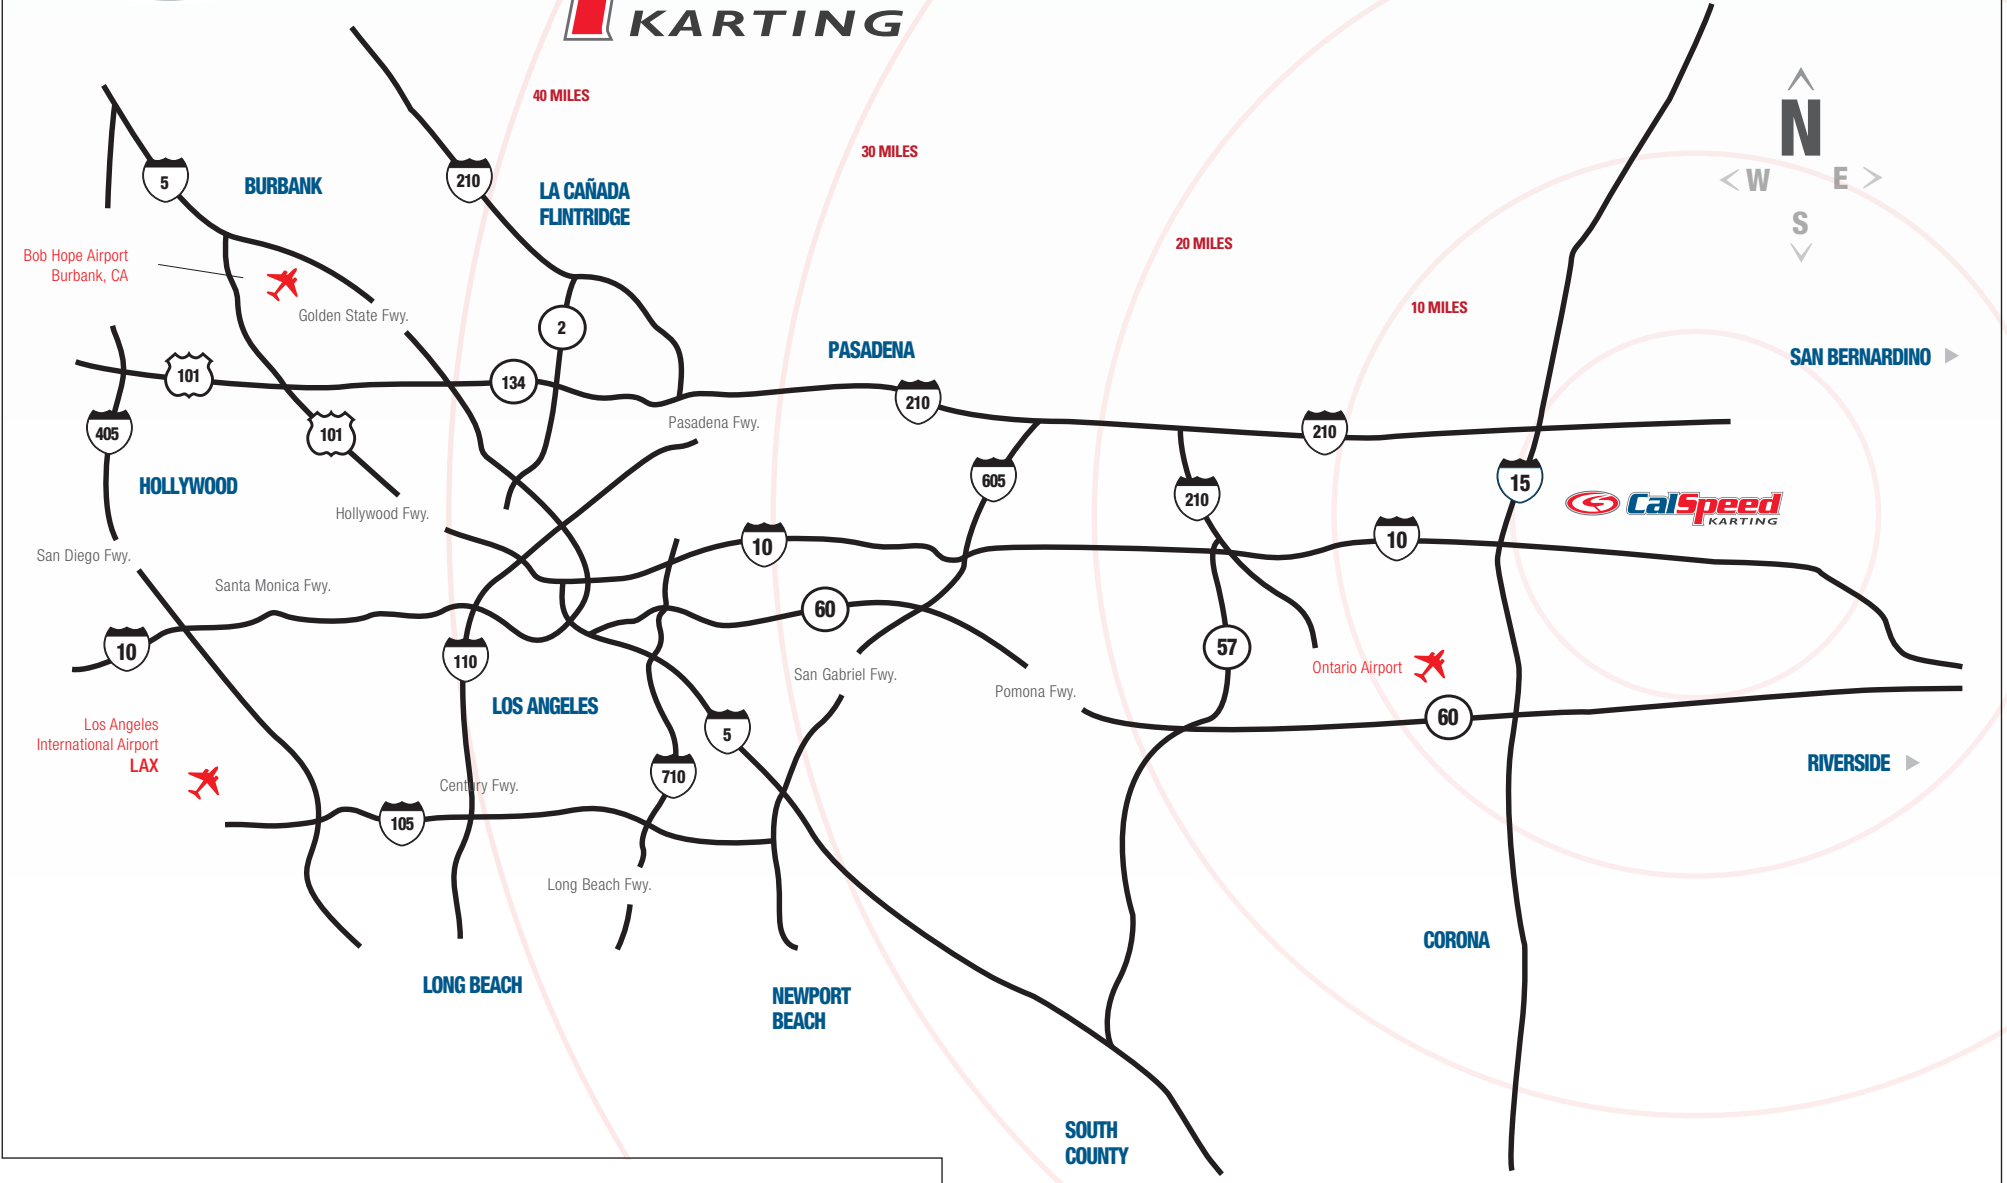 KARTING
40 MILES
30 MILES
20 MILES
10 MILES
N
W
E
S
5
BURBANK
210
LA CAÑADA
FLINTRIDGE
Bob Hope Airport
Burbank, CA
Golden State Fwy.
2
PASADENA
SAN BERNARDINO
101
134
210
405
101
Pasadena Fwy.
210
605
210
15
CalSpeed
KARTING
HOLLYWOOD
Hollywood Fwy.
10
10
San Diego Fwy.
Santa Monica Fwy.
60
10
110
57
San Gabriel Fwy.
Pomona Fwy.
Ontario Airport
LOS ANGELES
60
Los Angeles
International Airport
LAX
5
710
RIVERSIDE
Century Fwy.
105
Long Beach Fwy.
CORONA
LONG BEACH
NEWPORT
BEACH
SOUTH
COUNTY